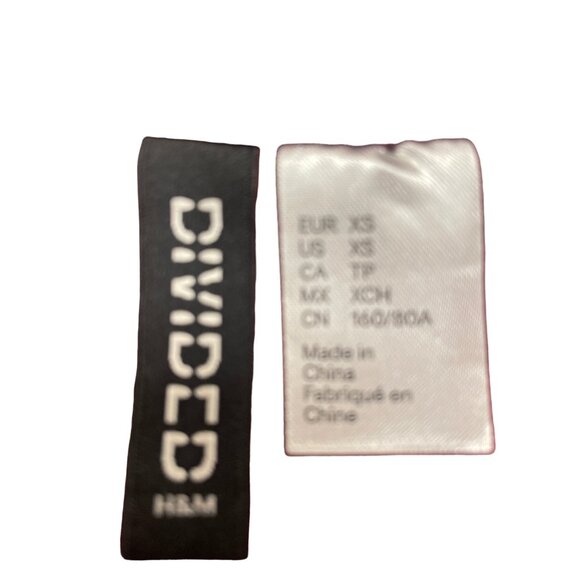 DIVIDED
H&M
EUR XS
US XS
CA TP
MX XCH
CN 160/80A
Made in
China
Fabriqué en
Chine